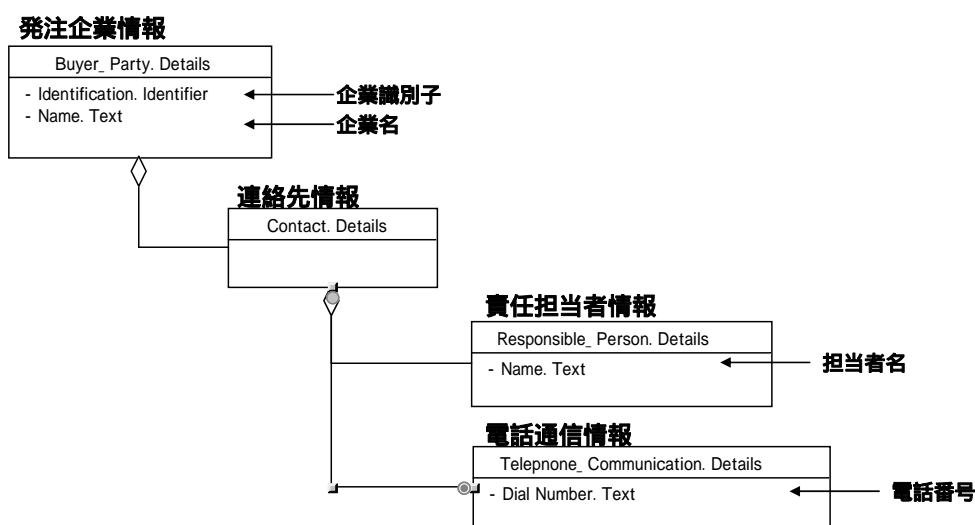 発注企業情報
Buyer_ Party. Details
- Identification. Identifier 企業識別子
- Name. Text 企業名
連絡先情報
Contact. Details
責任担当者情報
Responsible_ Person. Details
- Name. Text 担当者名
電話通信情報
Telepnone_ Communication. Details
- Dial Number. Text 電話番号